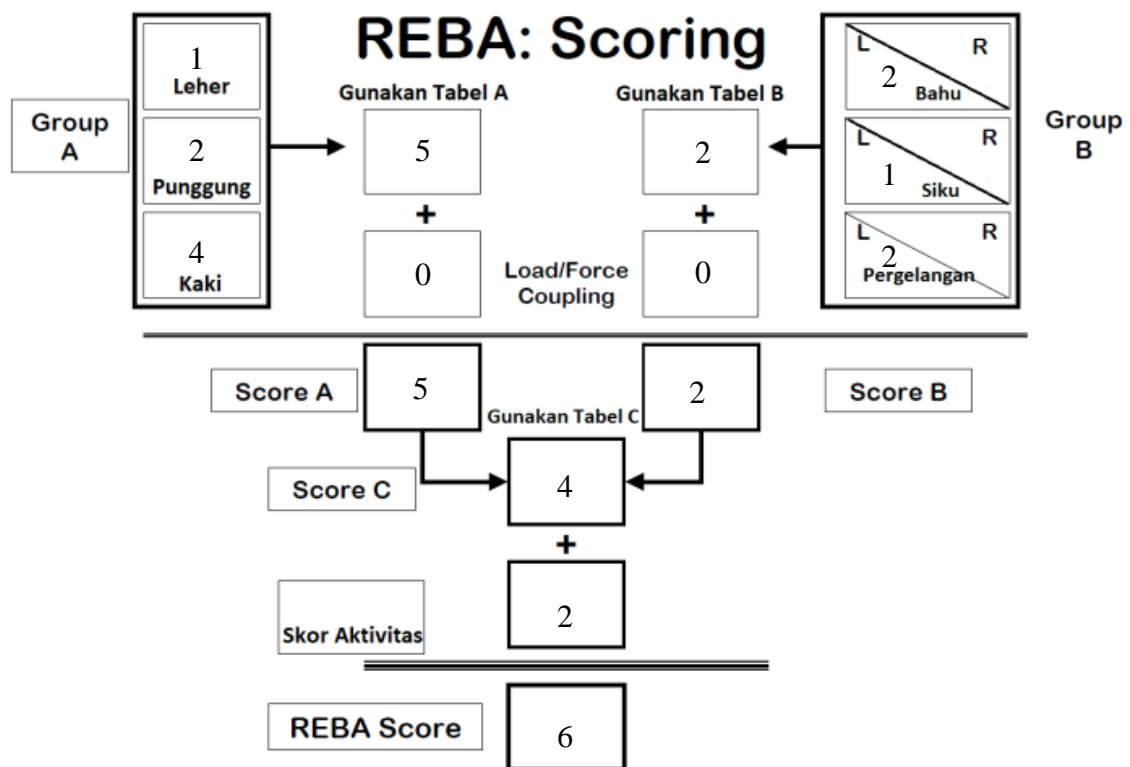 REBA: Scoring
Group
A
1
Leher
2
Punggung
4
Kaki
Gunakan Tabel A
5
+
0
Gunakan Tabel B
2
+
0
Load/Force
Coupling
L R
2
Bahu
L R
1
Siku
L R
2
Pergelangan
Group
B
Score A
5
2
Score B
Gunakan Tabel C
Score C
4
+
Skor Aktivitas
2
REBA Score
6